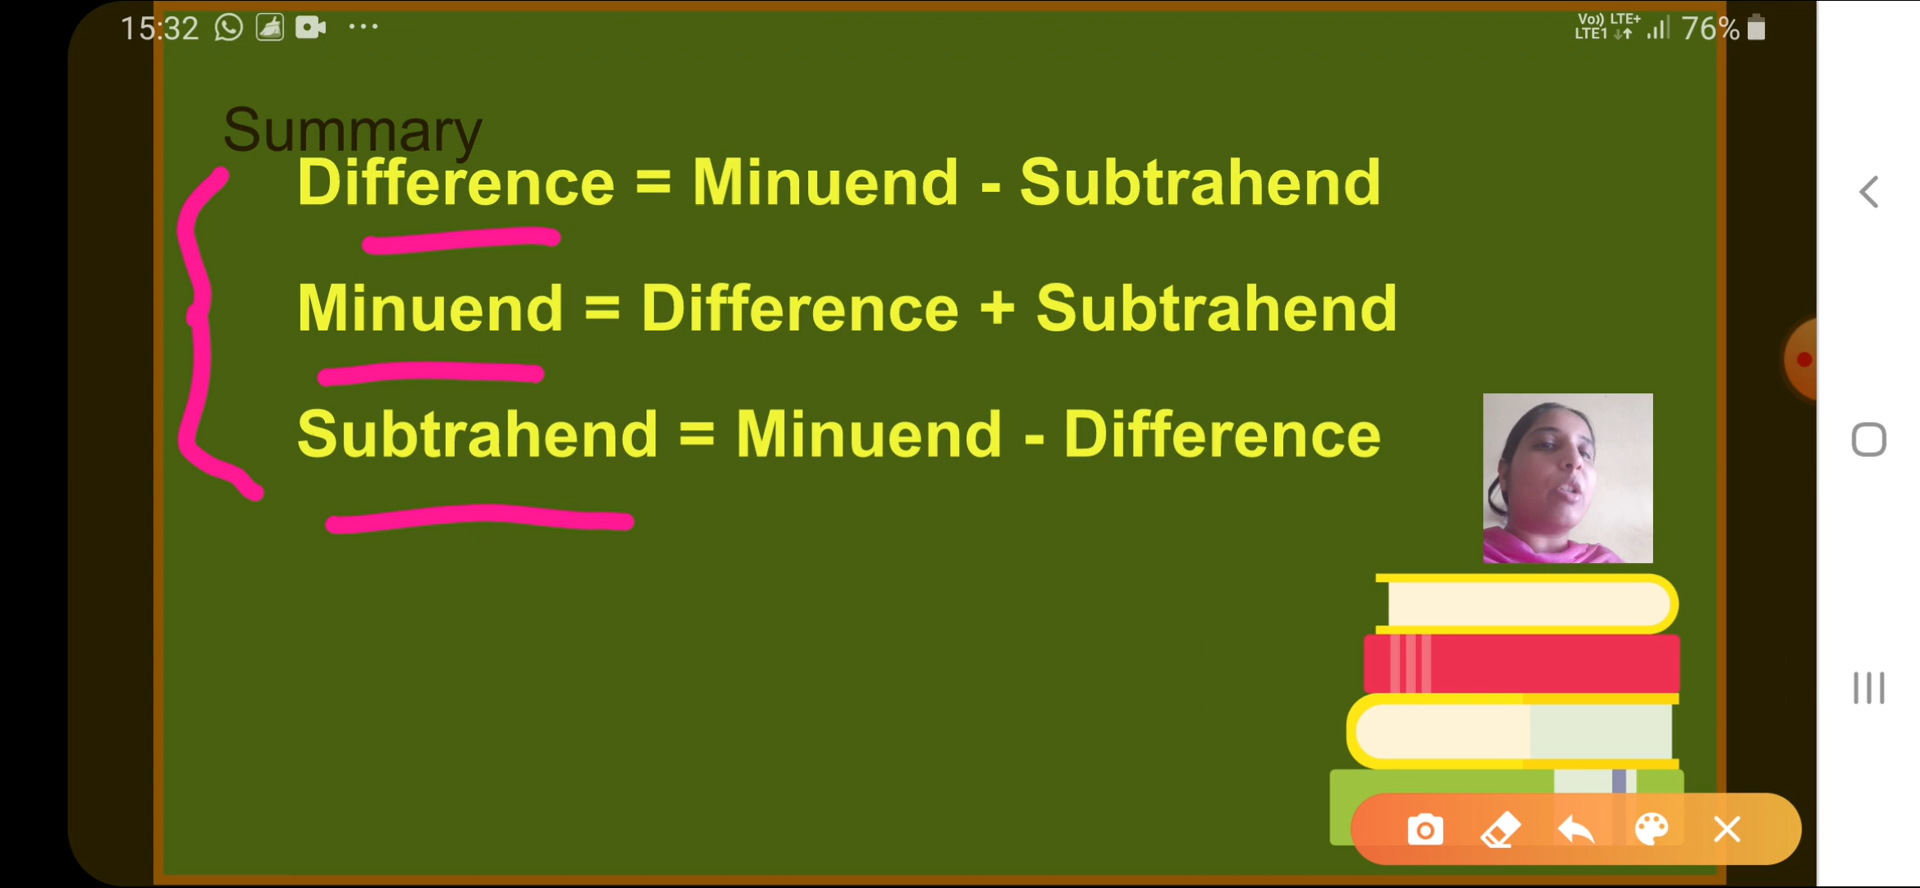 15:32 ... Vo)) LTE+ 76%
LTE1
Summary
Difference = Minuend - Subtrahend
Minuend = Difference + Subtrahend
Subtrahend = Minuend - Difference